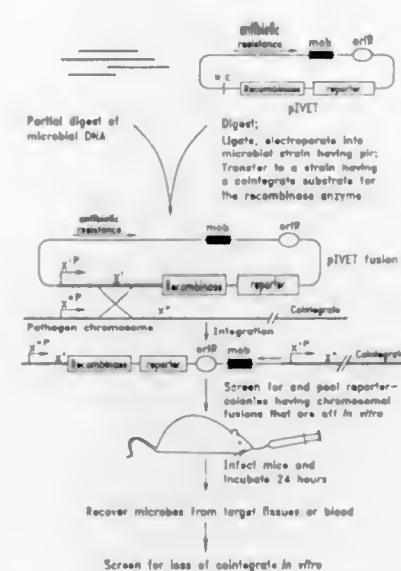 antibiotic
resistance
mob
oriR
R.E.
Recombinase
reporter
pIVET
Partial digest of
microbial DNA
Digest;
Ligate, electroporate into
microbial strain having pir;
Transfer to a strain having
a cointegrate substrate for
the recombinase enzyme
antibiotic
resistance
mob
oriR
pIVET fusion
X'P
X'
Recombinase
reporter
X+P
X+
Cointegrate
Pathogen chromosome
Integration
X+P
X'
Recombinase
reporter
oriR
mob
X'P
X+
Cointegrate
Screen for and pool reporter-
colonies having chromosomal
fusions that are off in vitro
Infect mice and
incubate 24 hours
Recover microbes from target tissues or blood
Screen for loss of cointegrate in vitro